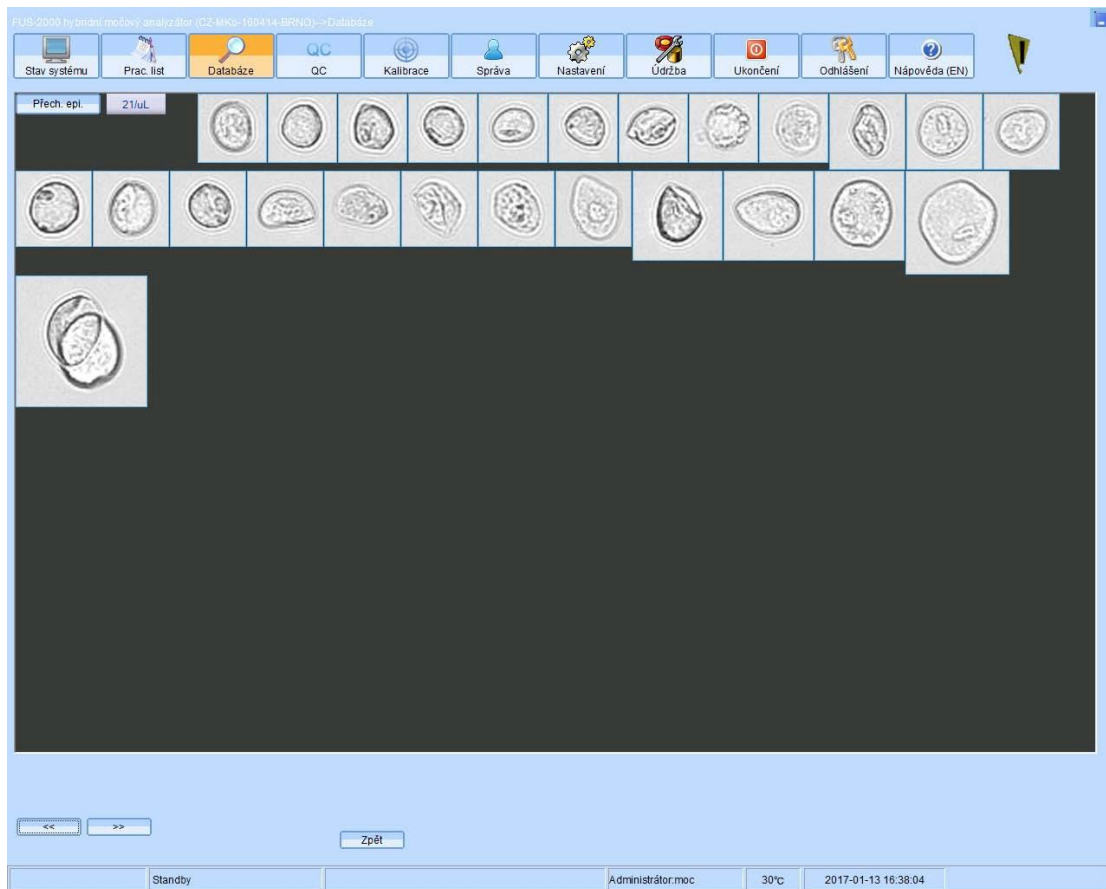 FUS-2000 hybridní močový analyzátor (CZ-MKo-160414-BRNO)-->Databáze
Stav systému Prac. list Databáze QC QC Kalibrace Správa Nastavení Údržba Ukončení Odhlášení Nápověda (EN)
Přech. epi. 21/uL
<< >>
Zpět
Standby Administrátor:moc 30°C 2017-01-13 16:38:04